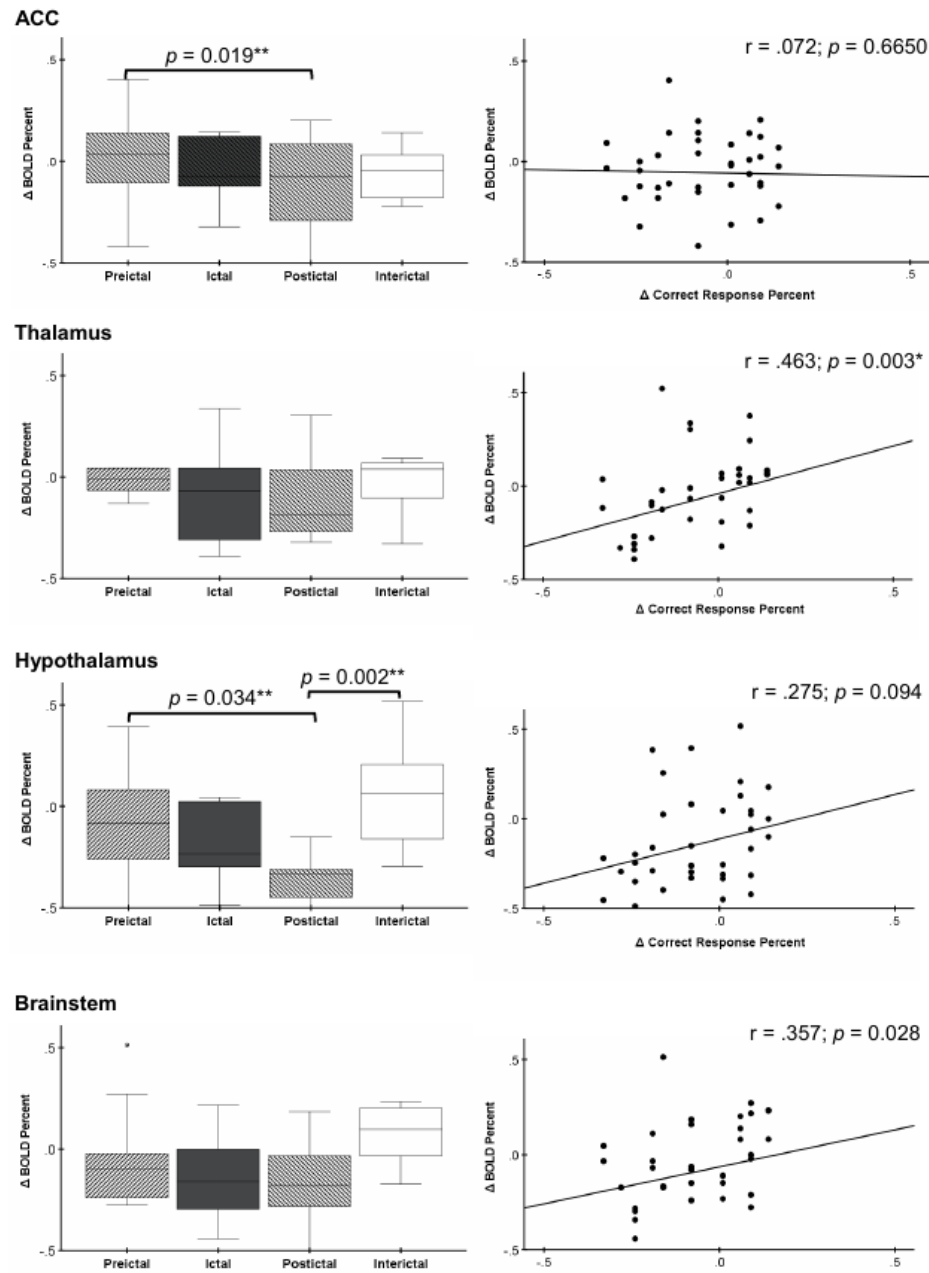 ACC
p = 0.019**
r = .072; p = 0.6650
Δ BOLD Percent
.5
.0
-.5
Preictal Ictal Postictal Interictal
Δ BOLD Percent
.5
.0
-.5
-.5 .0 .5
Δ Correct Response Percent
Thalamus
r = .463; p = 0.003*
Δ BOLD Percent
.5
.0
-.5
Preictal Ictal Postictal Interictal
Δ BOLD Percent
.5
.0
-.5
-.5 .0 .5
Δ Correct Response Percent
Hypothalamus
p = 0.034**
p = 0.002**
r = .275; p = 0.094
Δ BOLD Percent
.5
.0
-.5
Preictal Ictal Postictal Interictal
Δ BOLD Percent
.5
.0
-.5
-.5 .0 .5
Δ Correct Response Percent
Brainstem
r = .357; p = 0.028
Δ BOLD Percent
.5
.0
-.5
Preictal Ictal Postictal Interictal
Δ BOLD Percent
.5
.0
-.5
-.5 .0 .5